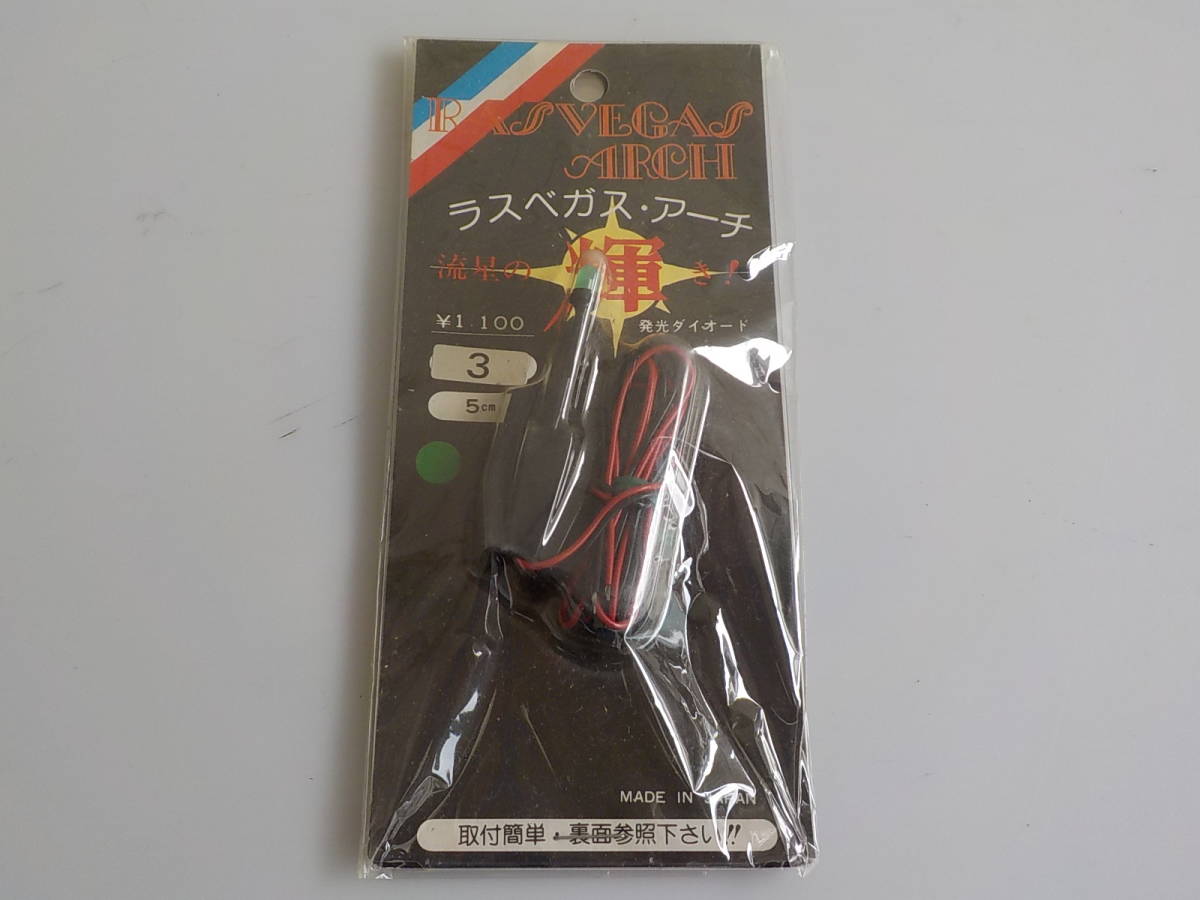 RASVEGAS
ARCH
ラスベガス・アーチ
流星の輝き!
¥1.100
発光ダイオード
3
5cm
MADE IN JAPAN
取付簡単・裏面参照下さい!!